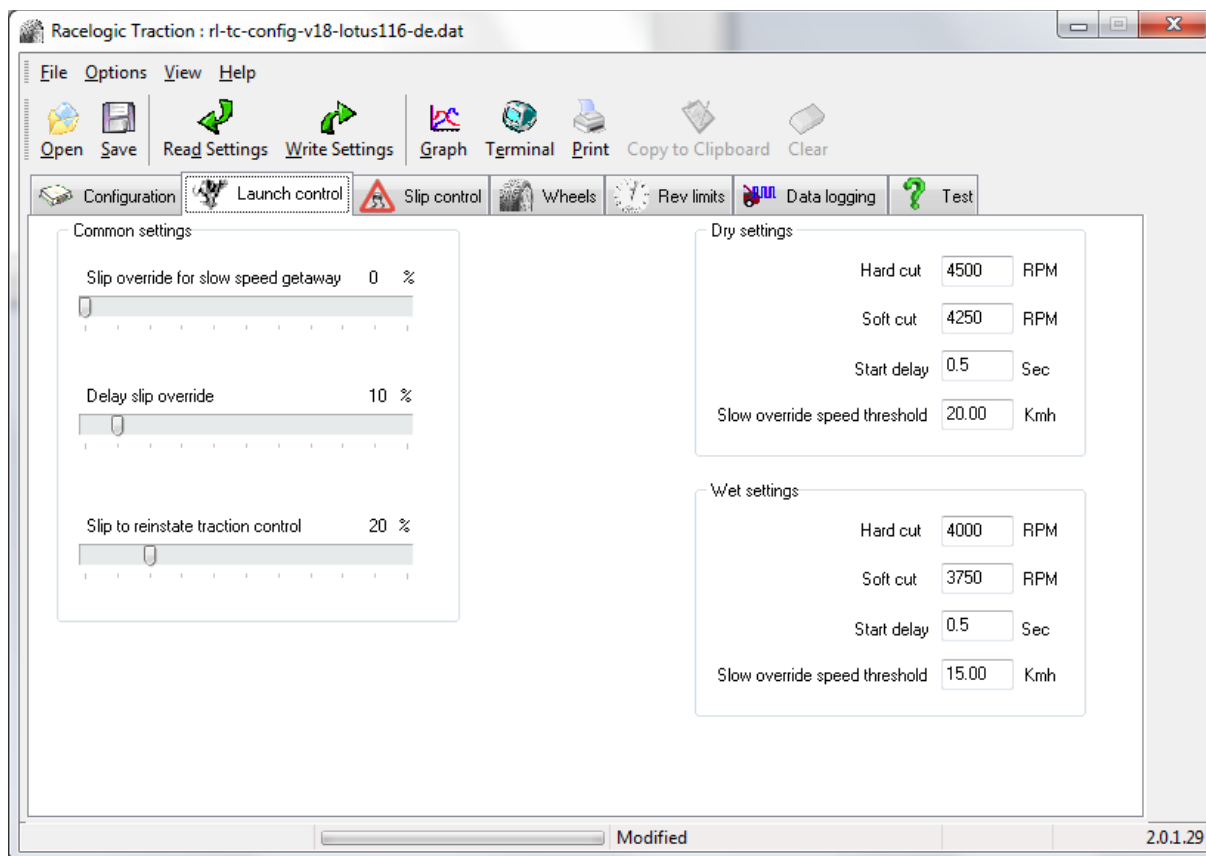 Racelogic Traction : rl-tc-config-v18-lotus116-de.dat
File Options View Help
Open Save Read Settings Write Settings Graph Terminal Print Copy to Clipboard Clear
Configuration Launch control Slip control Wheels Rev limits Data logging Test
Common settings
Slip override for slow speed getaway 0 %
Delay slip override 10 %
Slip to reinstate traction control 20 %
Dry settings
Hard cut 4500 RPM
Soft cut 4250 RPM
Start delay 0.5 Sec
Slow override speed threshold 20.00 Kmh
Wet settings
Hard cut 4000 RPM
Soft cut 3750 RPM
Start delay 0.5 Sec
Slow override speed threshold 15.00 Kmh
Modified 2.0.1.29